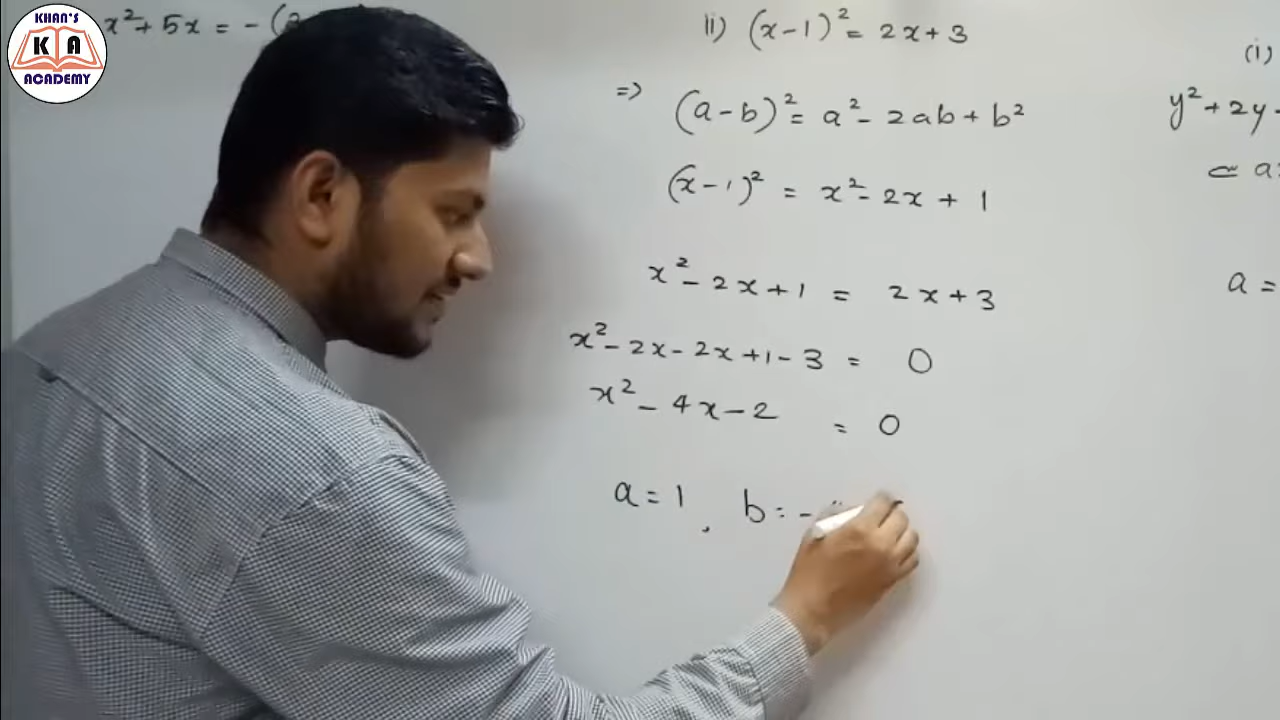 KHAN'S
K A
ACADEMY
x² + 5x = - (
ii) (x-1)² = 2x+3
=> (a-b)² = a² - 2ab + b²
(x-1)² = x² - 2x + 1
x² - 2x + 1 = 2x + 3
x² - 2x - 2x + 1 - 3 = 0
x² - 4x - 2 = 0
a = 1 , b = -
(i)
y² + 2y -
a
a =